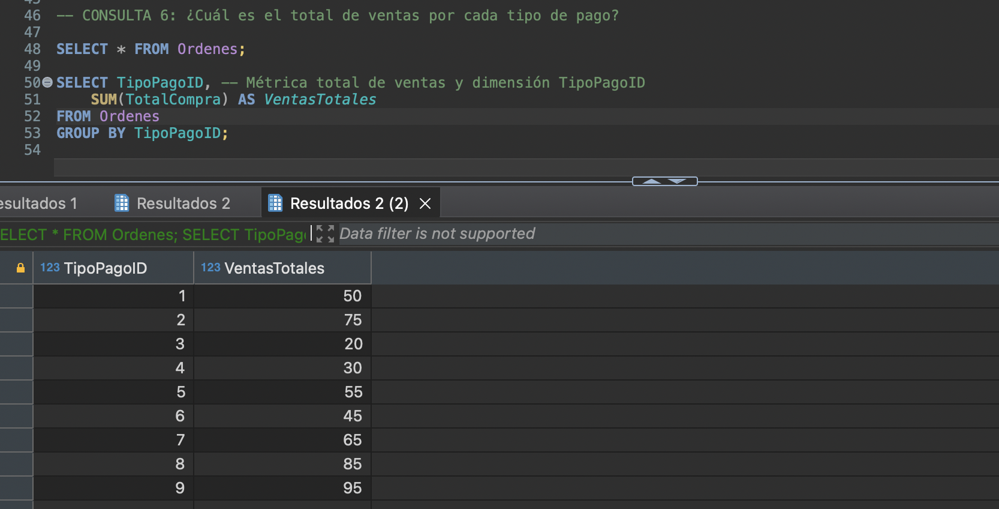 45
46 -- CONSULTA 6: ¿Cuál es el total de ventas por cada tipo de pago?
47
48 SELECT * FROM Ordenes;
49
50 SELECT TipoPagoID, -- Métrica total de ventas y dimensión TipoPagoID
51 SUM(TotalCompra) AS VentasTotales
52 FROM Ordenes
53 GROUP BY TipoPagoID;
54
esultados 1 Resultados 2 Resultados 2 (2)
ELECT * FROM Ordenes; SELECT TipoPago Data filter is not supported
123 TipoPagoID 123 VentasTotales
1 50
2 75
3 20
4 30
5 55
6 45
7 65
8 85
9 95